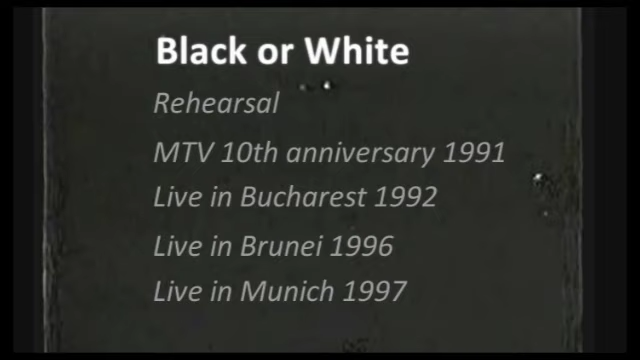 Black or White
Rehearsal
MTV 10th anniversary 1991
Live in Bucharest 1992
Live in Brunei 1996
Live in Munich 1997